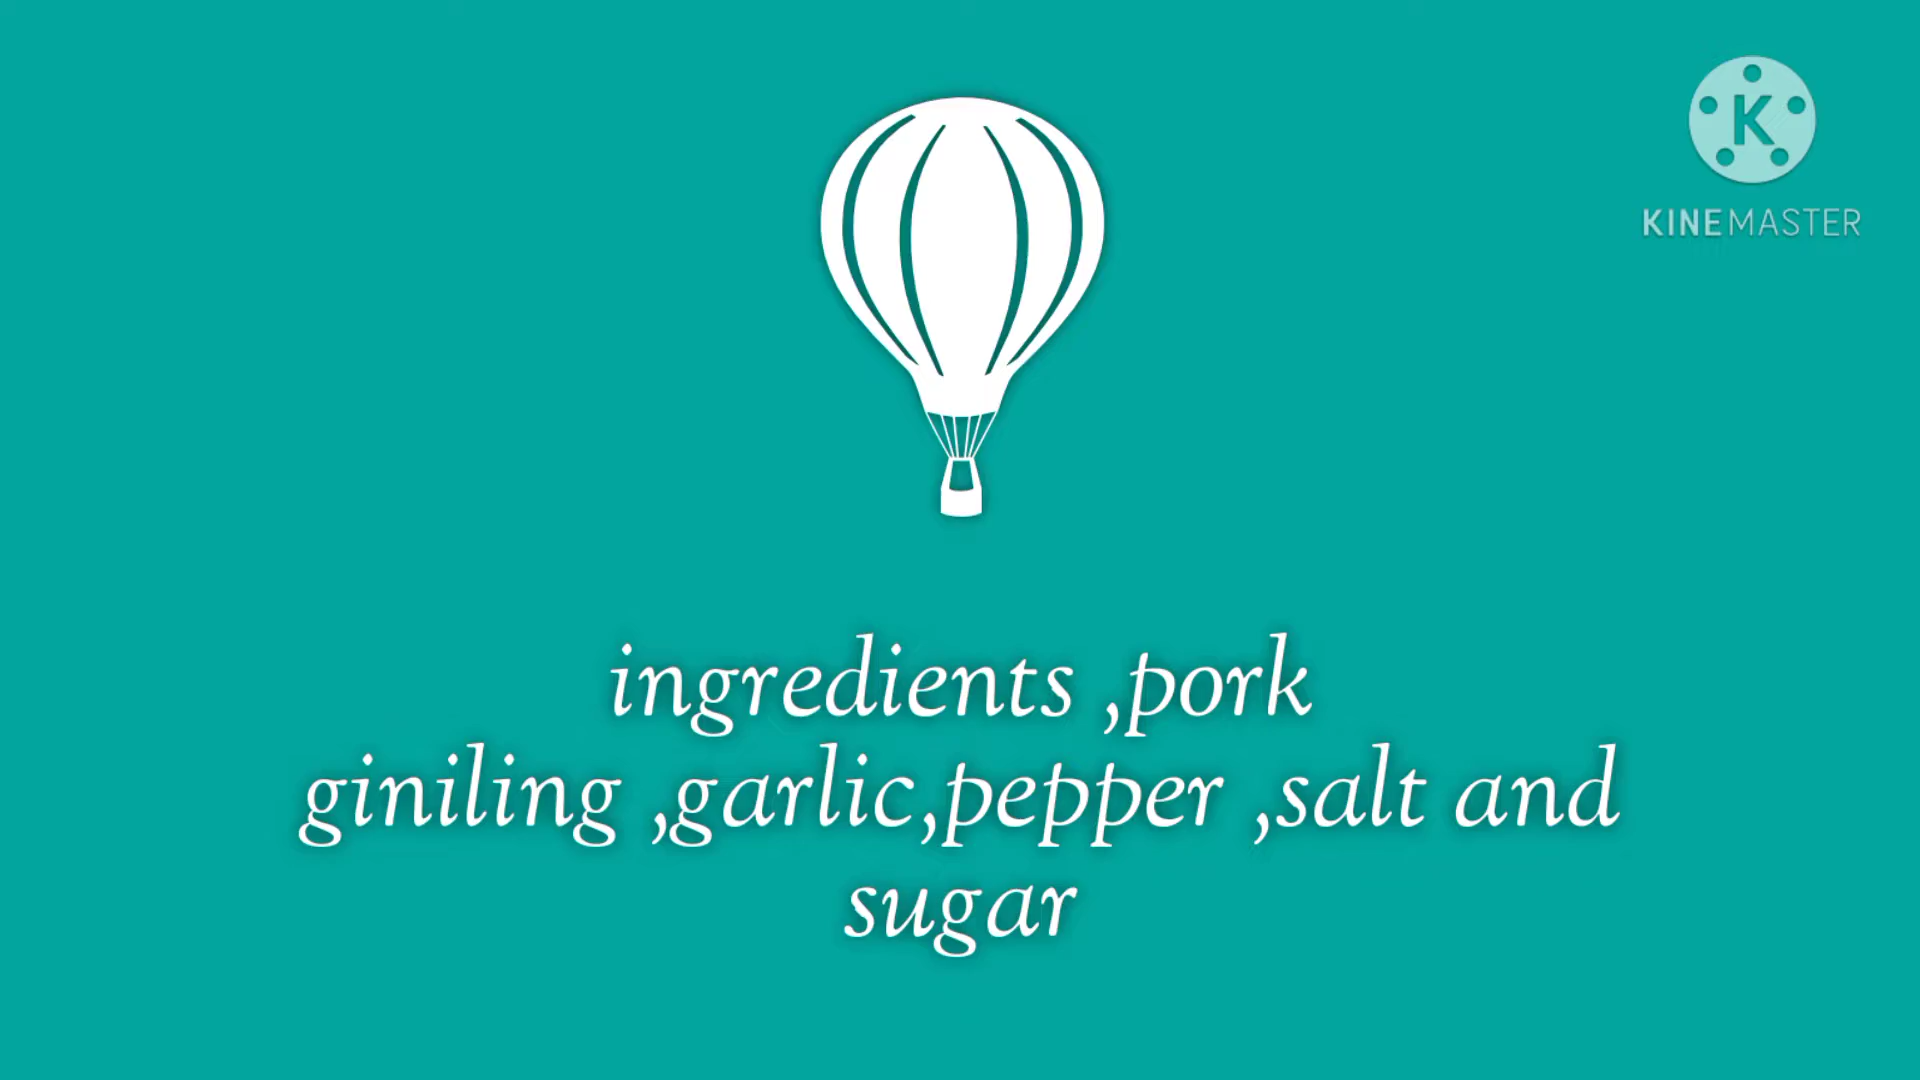 K
KINEMASTER
ingredients ,pork
giniling ,garlic,pepper ,salt and
sugar